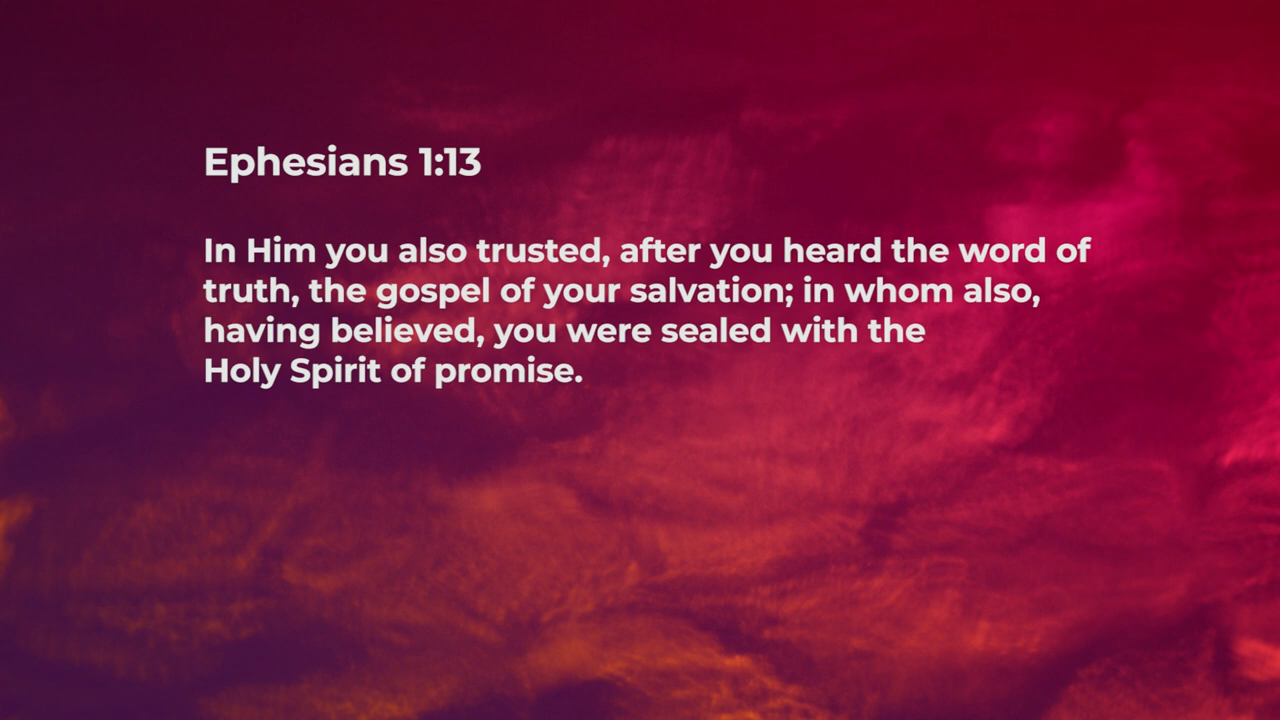 Ephesians 1:13
In Him you also trusted, after you heard the word of
truth, the gospel of your salvation; in whom also,
having believed, you were sealed with the
Holy Spirit of promise.